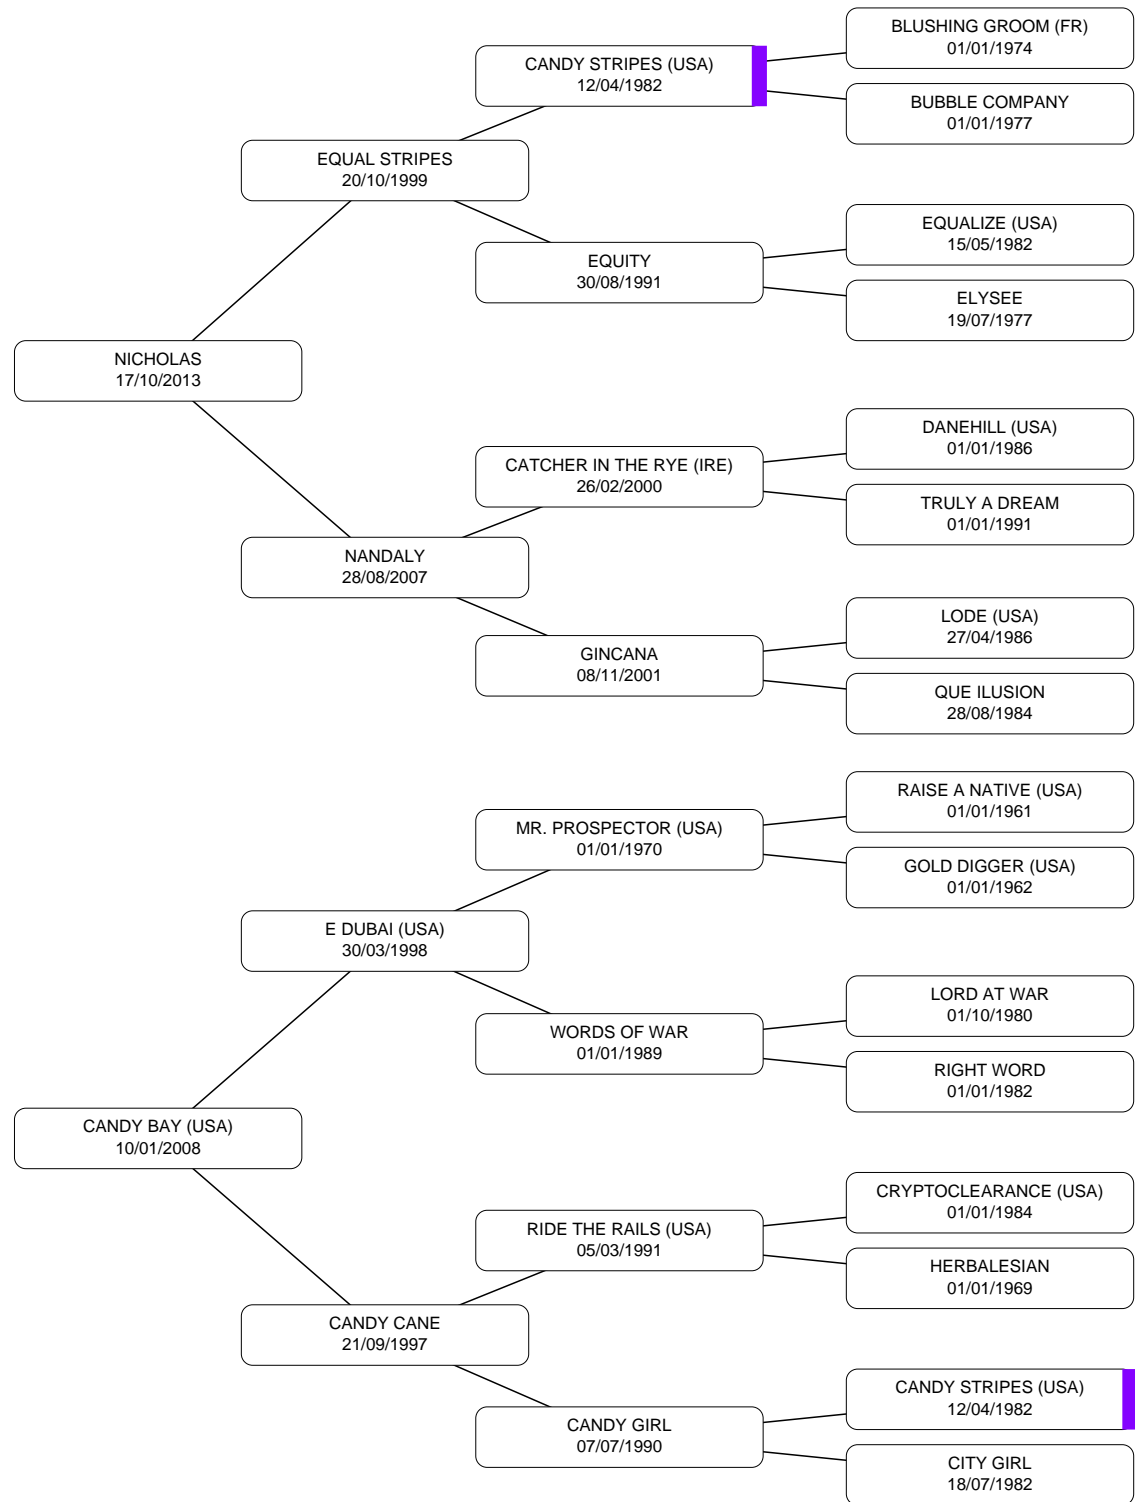 BLUSHING GROOM (FR)
01/01/1974
CANDY STRIPES (USA)
12/04/1982
BUBBLE COMPANY
01/01/1977
EQUAL STRIPES
20/10/1999
EQUALIZE (USA)
15/05/1982
EQUITY
30/08/1991
ELYSEE
19/07/1977
NICHOLAS
17/10/2013
DANEHILL (USA)
01/01/1986
CATCHER IN THE RYE (IRE)
26/02/2000
TRULY A DREAM
01/01/1991
NANDALY
28/08/2007
LODE (USA)
27/04/1986
GINCANA
08/11/2001
QUE ILUSION
28/08/1984
RAISE A NATIVE (USA)
01/01/1961
MR. PROSPECTOR (USA)
01/01/1970
GOLD DIGGER (USA)
01/01/1962
E DUBAI (USA)
30/03/1998
LORD AT WAR
01/10/1980
WORDS OF WAR
01/01/1989
RIGHT WORD
01/01/1982
CANDY BAY (USA)
10/01/2008
CRYPTOCLEARANCE (USA)
01/01/1984
RIDE THE RAILS (USA)
05/03/1991
HERBALESIAN
01/01/1969
CANDY CANE
21/09/1997
CANDY STRIPES (USA)
12/04/1982
CANDY GIRL
07/07/1990
CITY GIRL
18/07/1982